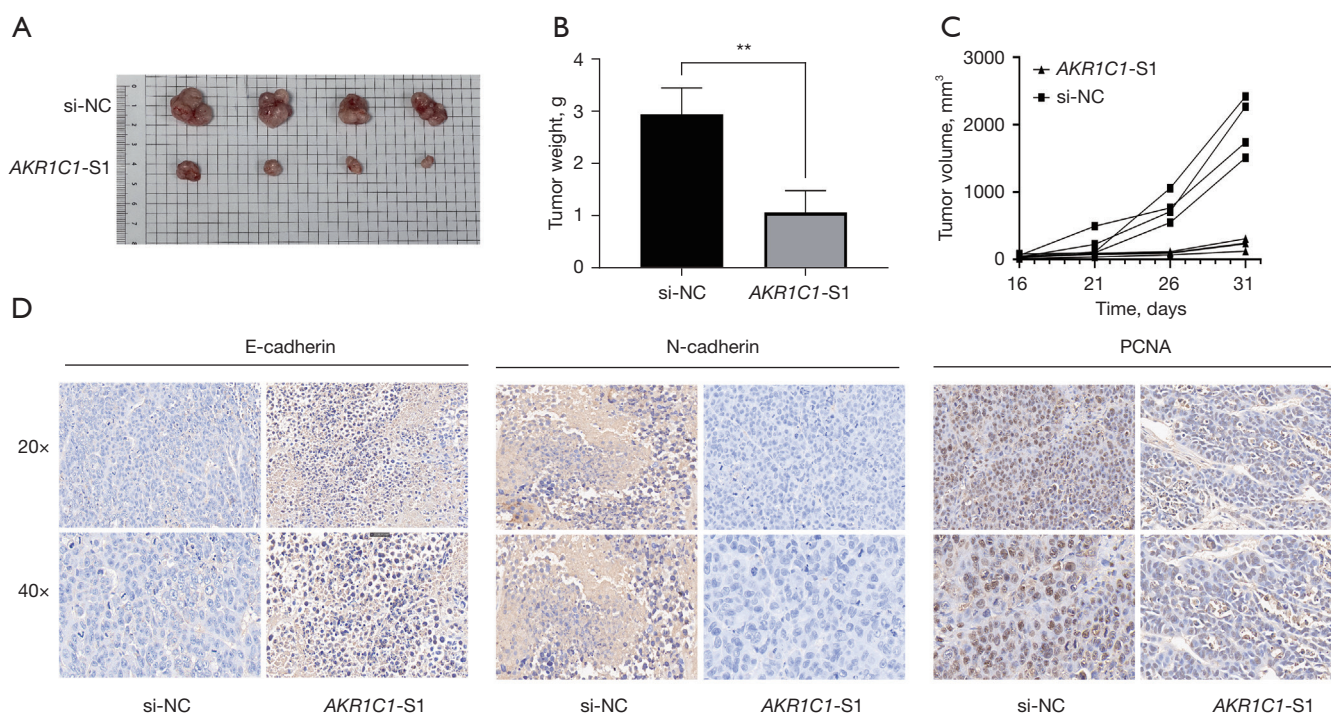 A
si-NC
AKR1C1-S1
B
**
Tumor weight, g
4
3
2
1
0
si-NC
AKR1C1-S1
C
Tumor volume, mm³
3000
2000
1000
0
AKR1C1-S1
si-NC
16 21 26 31
Time, days
D
E-cadherin
N-cadherin
PCNA
20×
40×
si-NC
AKR1C1-S1
si-NC
AKR1C1-S1
si-NC
AKR1C1-S1